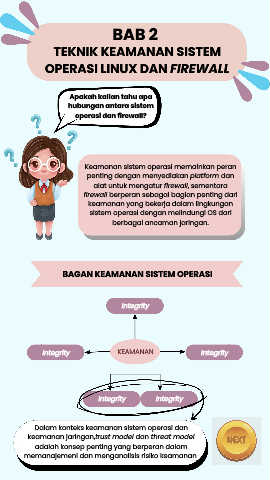 BAB 2
TEKNIK KEAMANAN SISTEM
OPERASI LINUX DAN FIREWALL
Apakah kalian tahu apa
hubungan antara sistem
operasi dan firewall?
Keamanan sistem operasi memainkan peran
penting dengan menyediakan platform dan
alat untuk mengatur firewall, sementara
firewall berperan sebagai bagian penting dari
keamanan yang bekerja dalam lingkungan
sistem operasi dengan melindungi OS dari
berbagai ancaman jaringan.
BAGAN KEAMANAN SISTEM OPERASI
Integrity
Integrity
KEAMANAN
Integrity
Integrity
Integrity
Dalam konteks keamanan sistem operasi dan
keamanan jaringan,trust model dan threat model
adalah konsep penting yang berperan dalam
memanajemeni dan menganalisis risiko keamanan
NEXT